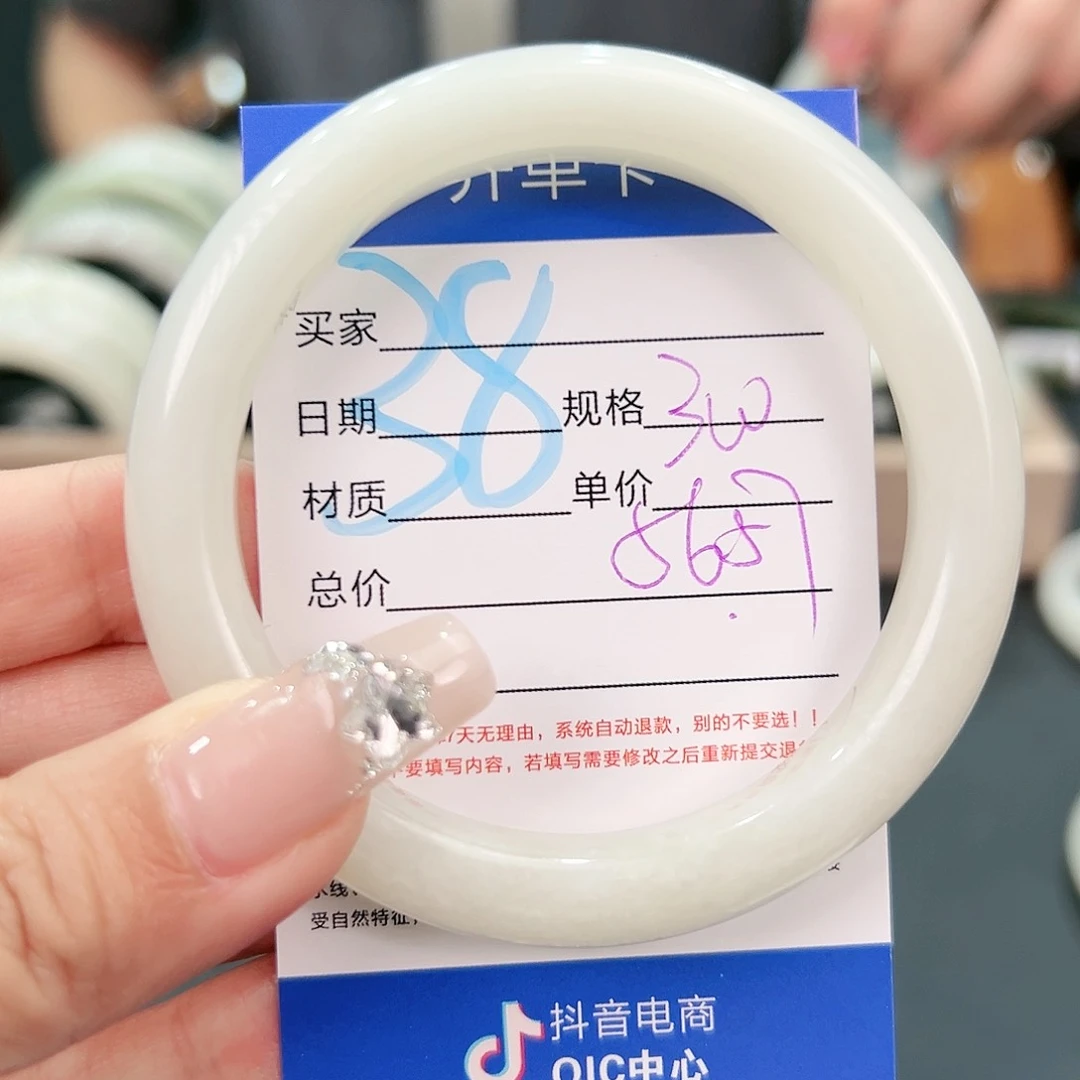 开单卡
38
买家
日期 规格 300
材质 单价
总价
7天无理由，系统自动退款，别的不要选！！
要填写内容，若填写需要修改之后重新提交退
水线
受自然特征，
抖音电商
QIC中心